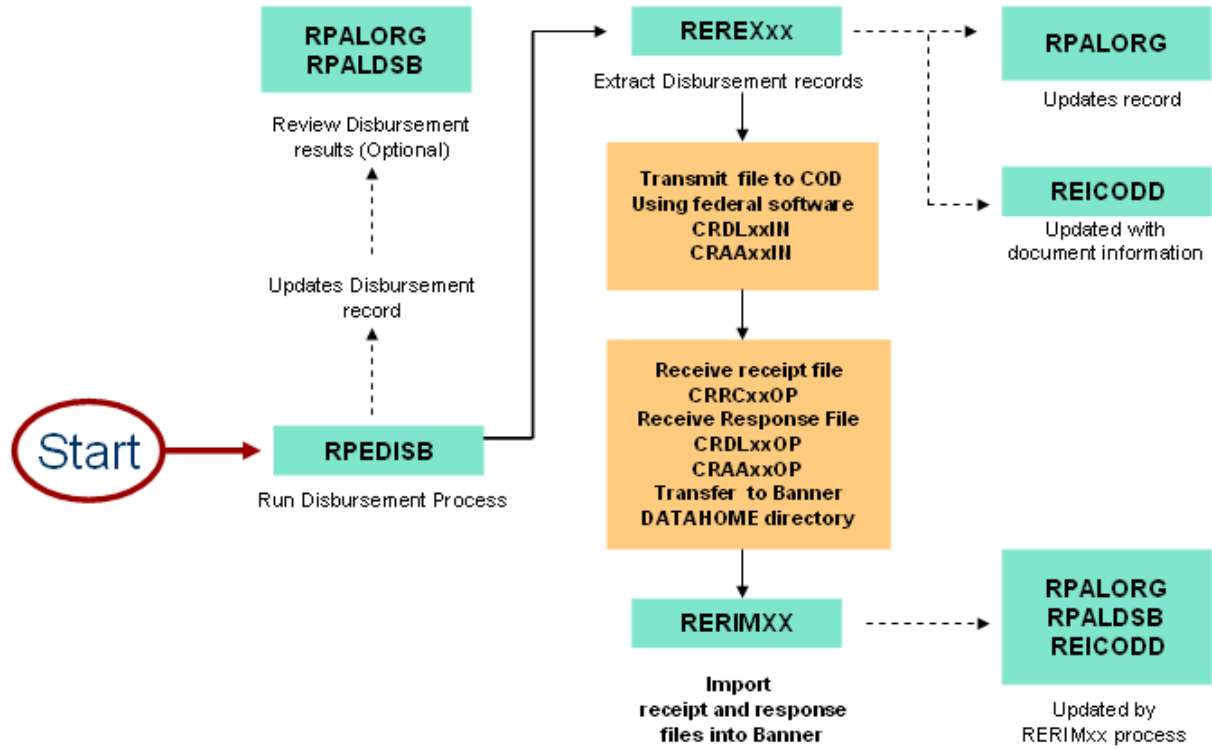 Start
RPEDISB
Run Disbursement Process
Updates Disbursement
record
Review Disbursement
results (Optional)
RPALORG
RPALDSB
REREXxx
Extract Disbursement records
RPALORG
Updates record
REICODD
Updated with
document information
Transmit file to COD
Using federal software
CRDLxxIN
CRAAxxIN
Receive receipt file
CRRCxxOP
Receive Response File
CRDLxxOP
CRAAxxOP
Transfer to Banner
DATAHOME directory
RERIMXX
Import
receipt and response
files into Banner
RPALORG
RPALDSB
REICODD
Updated by
RERIMxx process